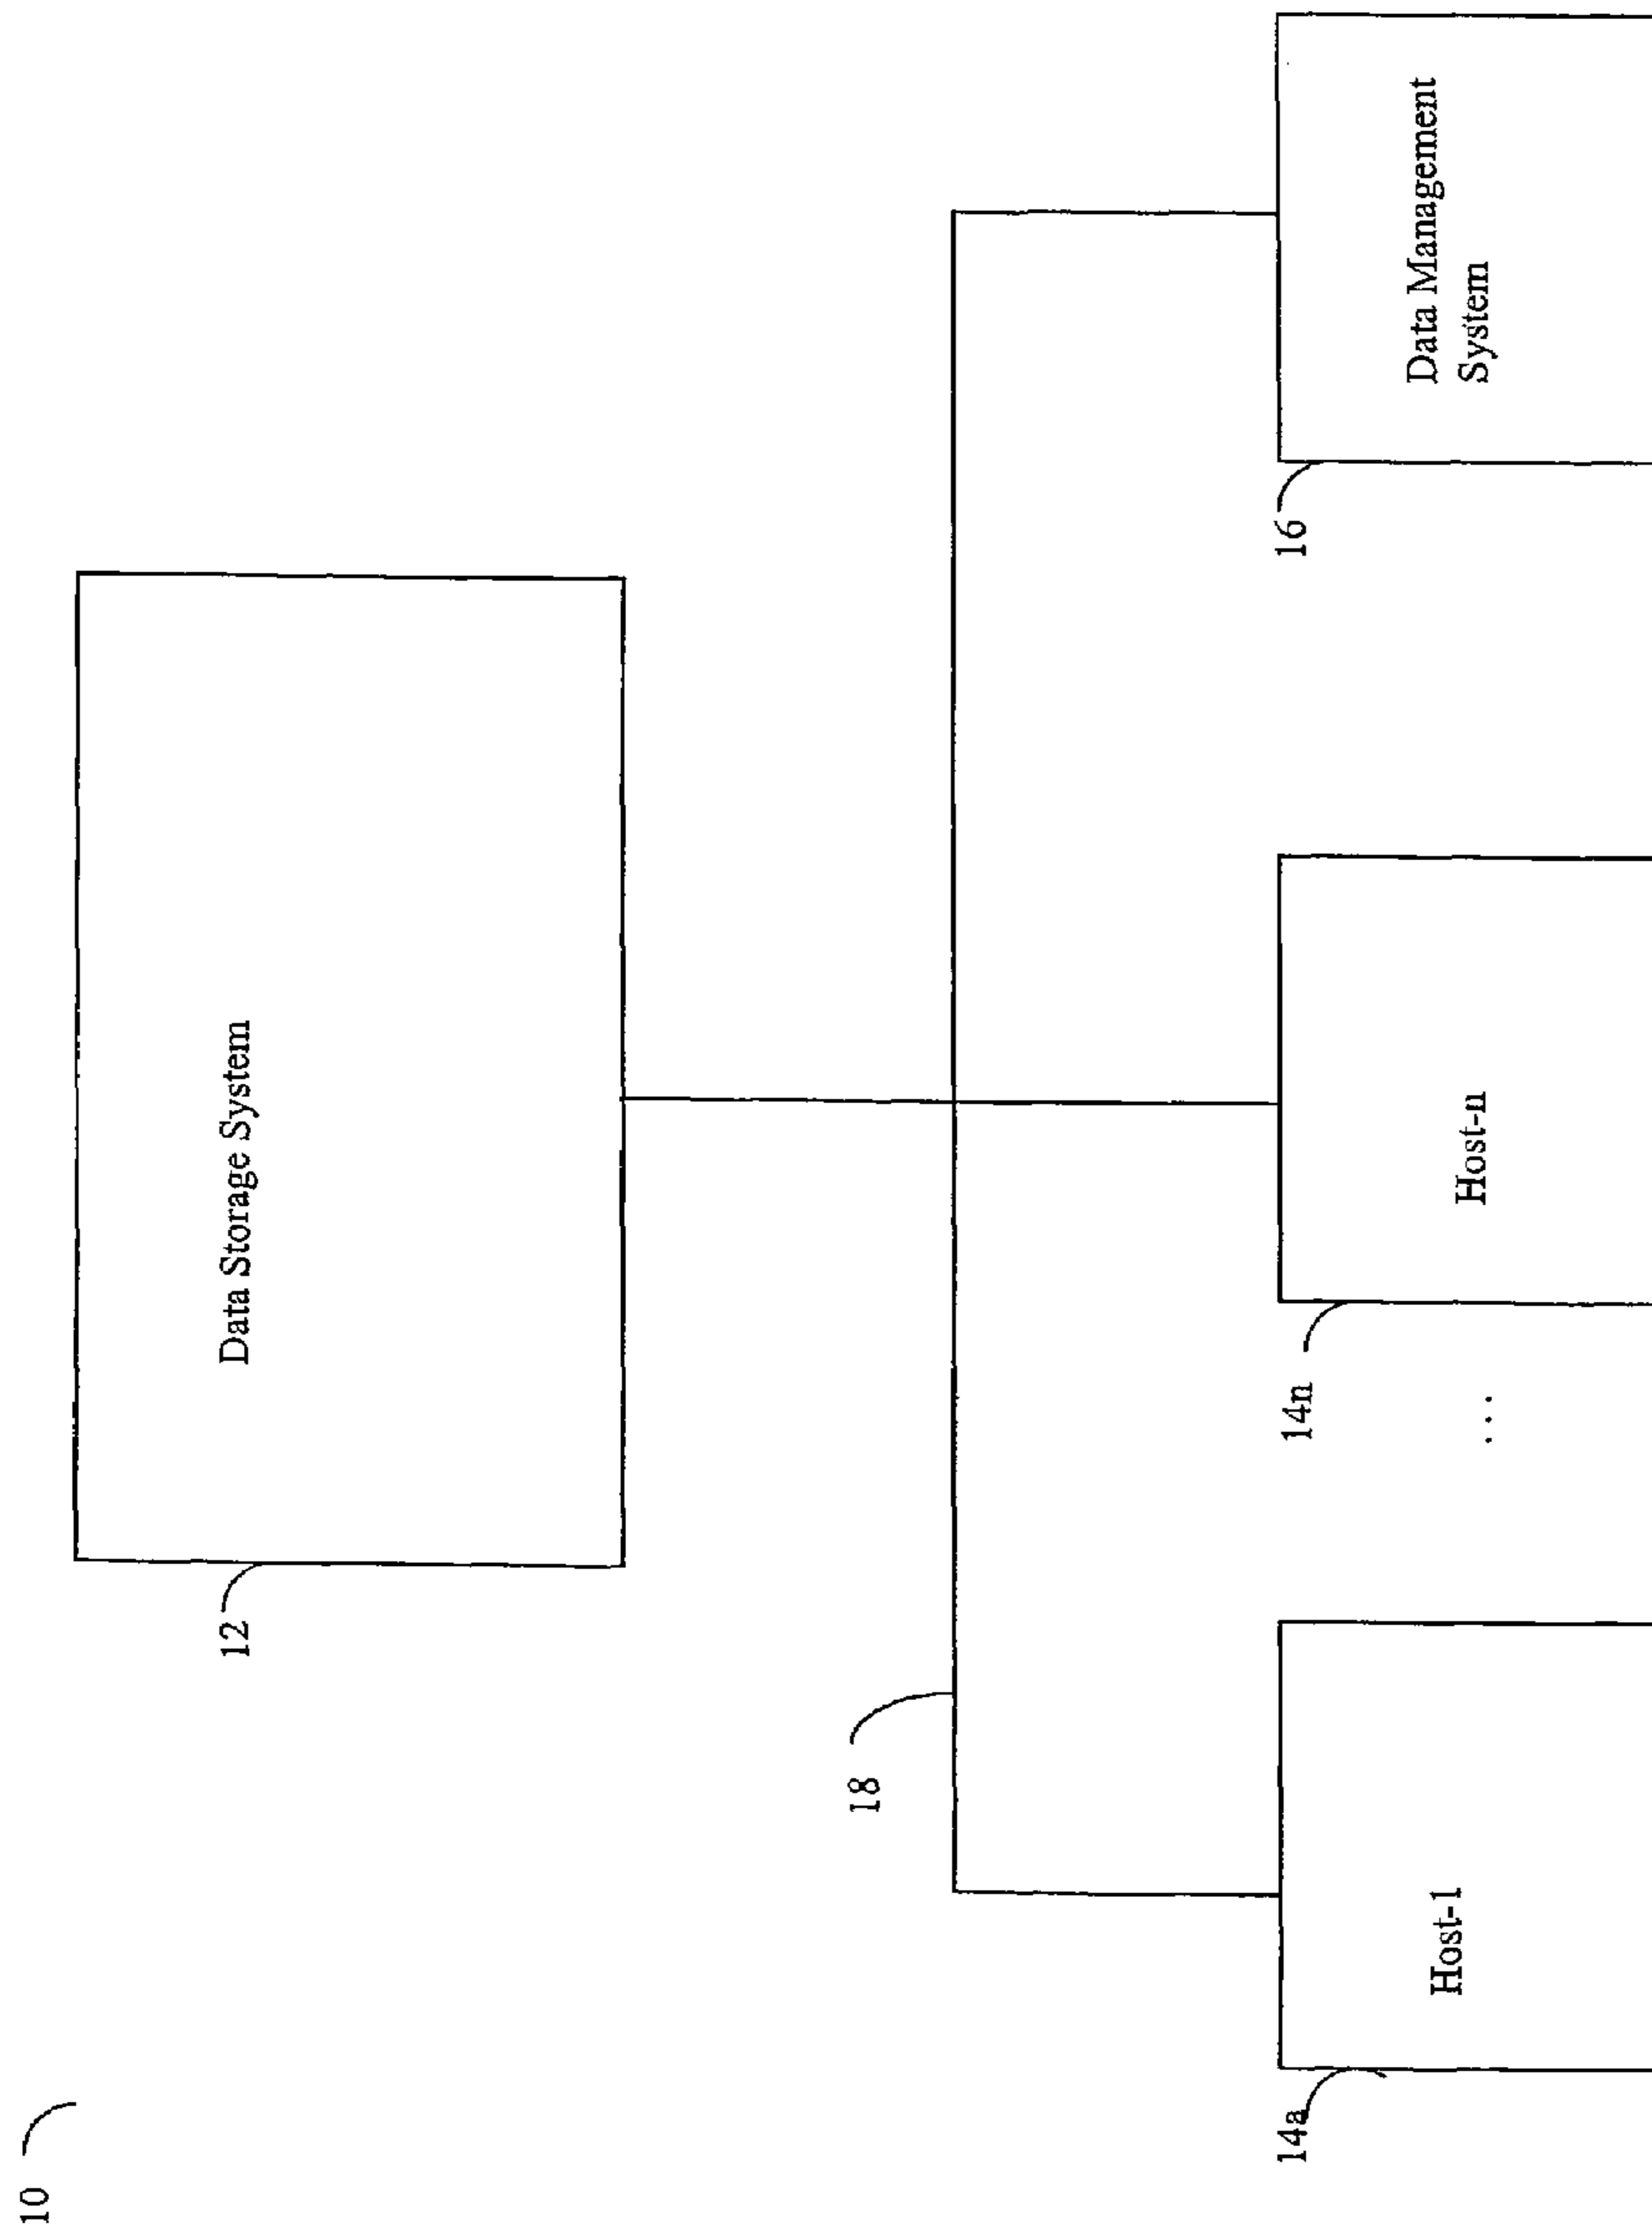 10
12
Data Storage System
18
14a
Host-1
14n
...
Host-n
16
Data Management
System